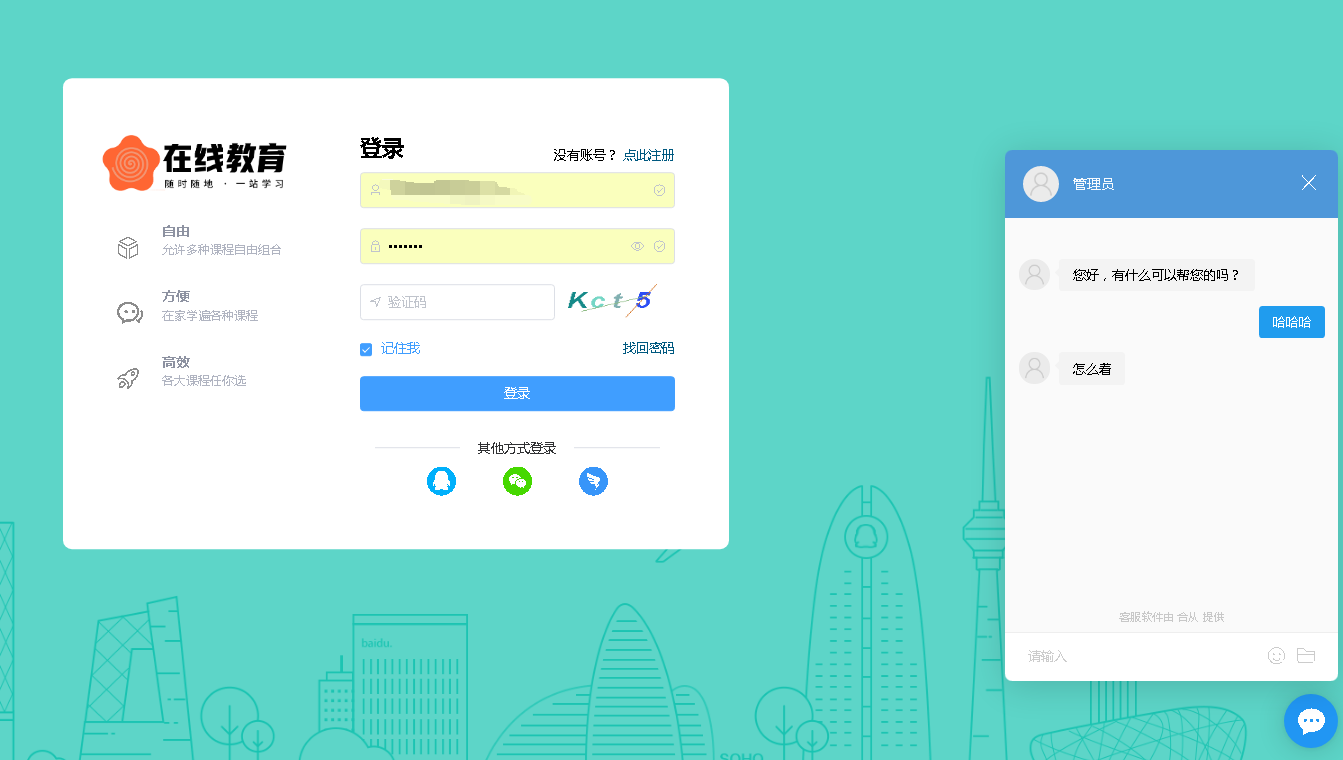 在线教育
随时随地 · 一站学习
自由
允许多种课程自由组合
方便
在家学遍各种课程
高效
各大课程任你选
登录
没有账号？ 点此注册
•••••••
验证码
Kct5
记住我
找回密码
登录
其他方式登录
管理员
您好，有什么可以帮您的吗？
哈哈哈
怎么着
客服软件由 合从 提供
请输入
baidu.
SOHO